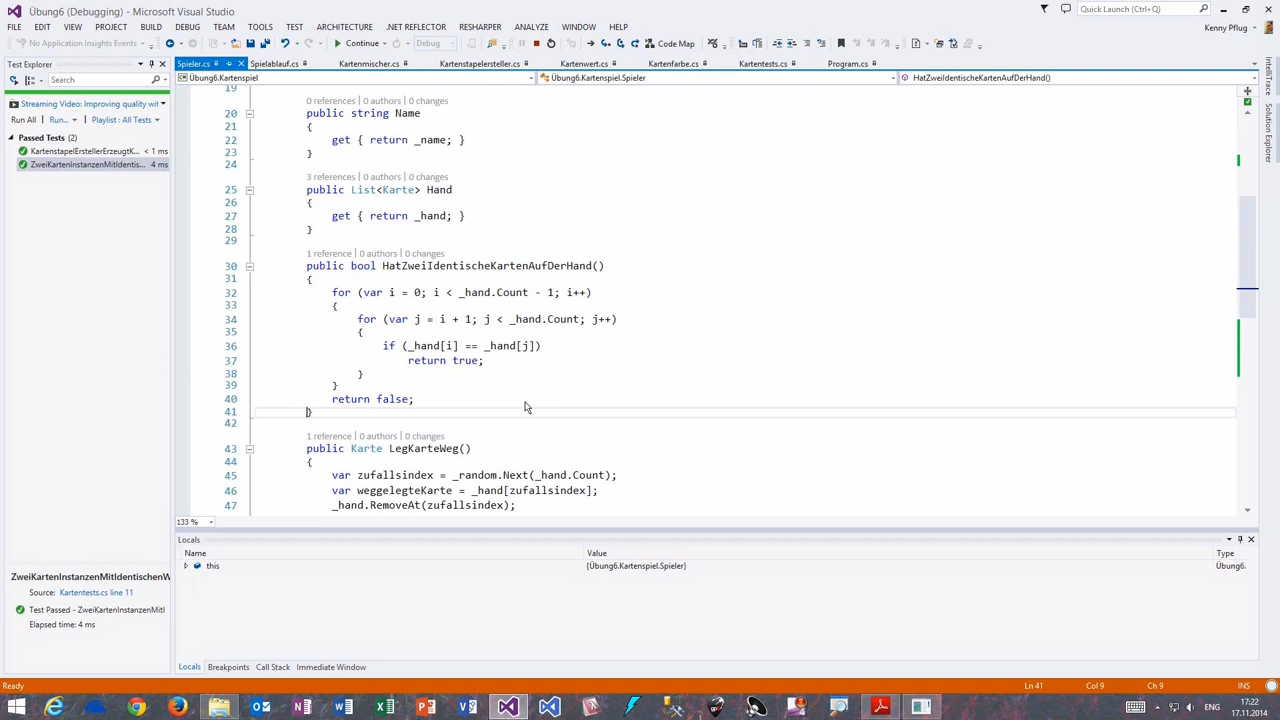 Übung6 (Debugging) - Microsoft Visual Studio
Quick Launch (Ctrl+Q)
FILE EDIT VIEW PROJECT BUILD DEBUG TEAM TOOLS TEST ARCHITECTURE .NET REFLECTOR RESHARPER ANALYZE WINDOW HELP
Kenny Pflug
No Application Insights Events Continue Debug Code Map
Test Explorer
Spieler.cs Spielablauf.cs Kartenmischer.cs Kartenstapelersteller.cs Kartenwert.cs Kartenfarbe.cs Kartentests.cs Program.cs
Search
Übung6.Kartenspiel Übung6.Kartenspiel.Spieler HatZweiIdentischeKartenAufDerHand()
Streaming Video: Improving quality wit
Run All Run... Playlist : All Tests
Passed Tests (2)
KartenstapelErstellerErzeugtK... < 1 ms
ZweiKartenInstanzenMitIdentis... 4 ms
19
0 references | 0 authors | 0 changes
20 public string Name
21 {
22 get { return _name; }
23 }
24
3 references | 0 authors | 0 changes
25 public List<Karte> Hand
26 {
27 get { return _hand; }
28 }
29
1 reference | 0 authors | 0 changes
30 public bool HatZweiIdentischeKartenAufDerHand()
31 {
32 for (var i = 0; i < _hand.Count - 1; i++)
33 {
34 for (var j = i + 1; j < _hand.Count; j++)
35 {
36 if (_hand[i] == _hand[j])
37 return true;
38 }
39 }
40 return false;
41 }
42
1 reference | 0 authors | 0 changes
43 public Karte LegKarteWeg()
44 {
45 var zufallsindex = _random.Next(_hand.Count);
46 var weggelegteKarte = _hand[zufallsindex];
47 _hand.RemoveAt(zufallsindex);
133 %
IntelliTrace
Solution Explorer
Locals
Name Value Type
this {Übung6.Kartenspiel.Spieler} Übung6.
ZweiKartenInstanzenMitIdentischenW
Source: Kartentests.cs line 11
Test Passed - ZweiKartenInstanzenMitI
Elapsed time: 4 ms
Locals Breakpoints Call Stack Immediate Window
Ready Ln 41 Col 9 Ch 9 INS
ENG
17:22
17.11.2014